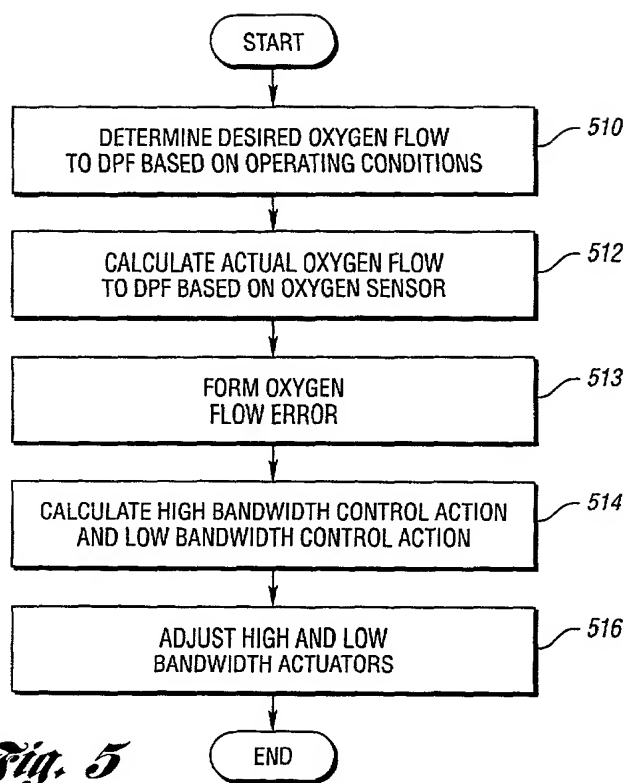 START
DETERMINE DESIRED OXYGEN FLOW
TO DPF BASED ON OPERATING CONDITIONS
510
CALCULATE ACTUAL OXYGEN FLOW
TO DPF BASED ON OXYGEN SENSOR
512
FORM OXYGEN
FLOW ERROR
513
CALCULATE HIGH BANDWIDTH CONTROL ACTION
AND LOW BANDWIDTH CONTROL ACTION
514
ADJUST HIGH AND LOW
BANDWIDTH ACTUATORS
516
END
Fig. 5